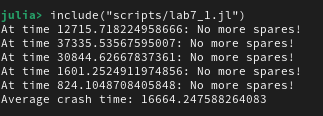 julia> include("scripts/lab7_1.jl")
At time 12715.718224958666: No more spares!
At time 37335.53567595007: No more spares!
At time 30844.62667837361: No more spares!
At time 1601.2524911974856: No more spares!
At time 824.1048708405848: No more spares!
Average crash time: 16664.247588264083